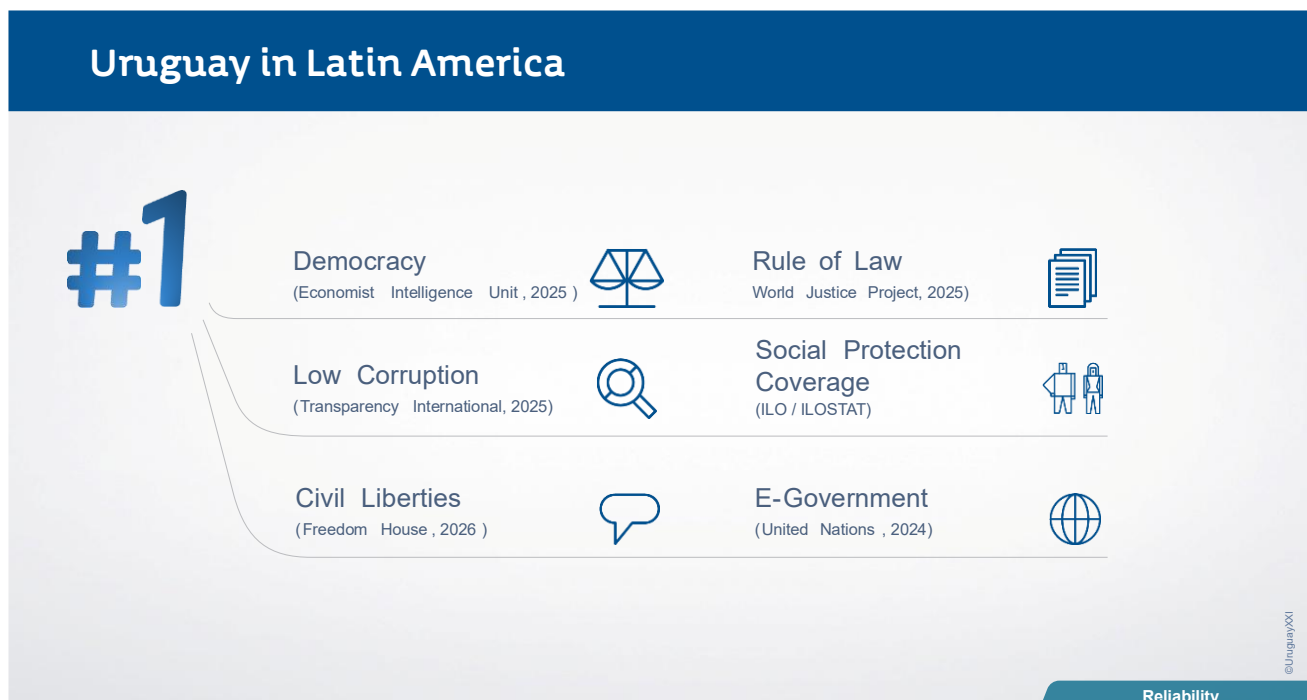 Uruguay in Latin America
#1
Democracy
(Economist Intelligence Unit , 2025 )
Rule of Law
World Justice Project, 2025)
Low Corruption
(Transparency International, 2025)
Social Protection
Coverage
(ILO / ILOSTAT)
Civil Liberties
(Freedom House , 2026 )
E-Government
(United Nations , 2024)
©UruguayXXI
Reliability